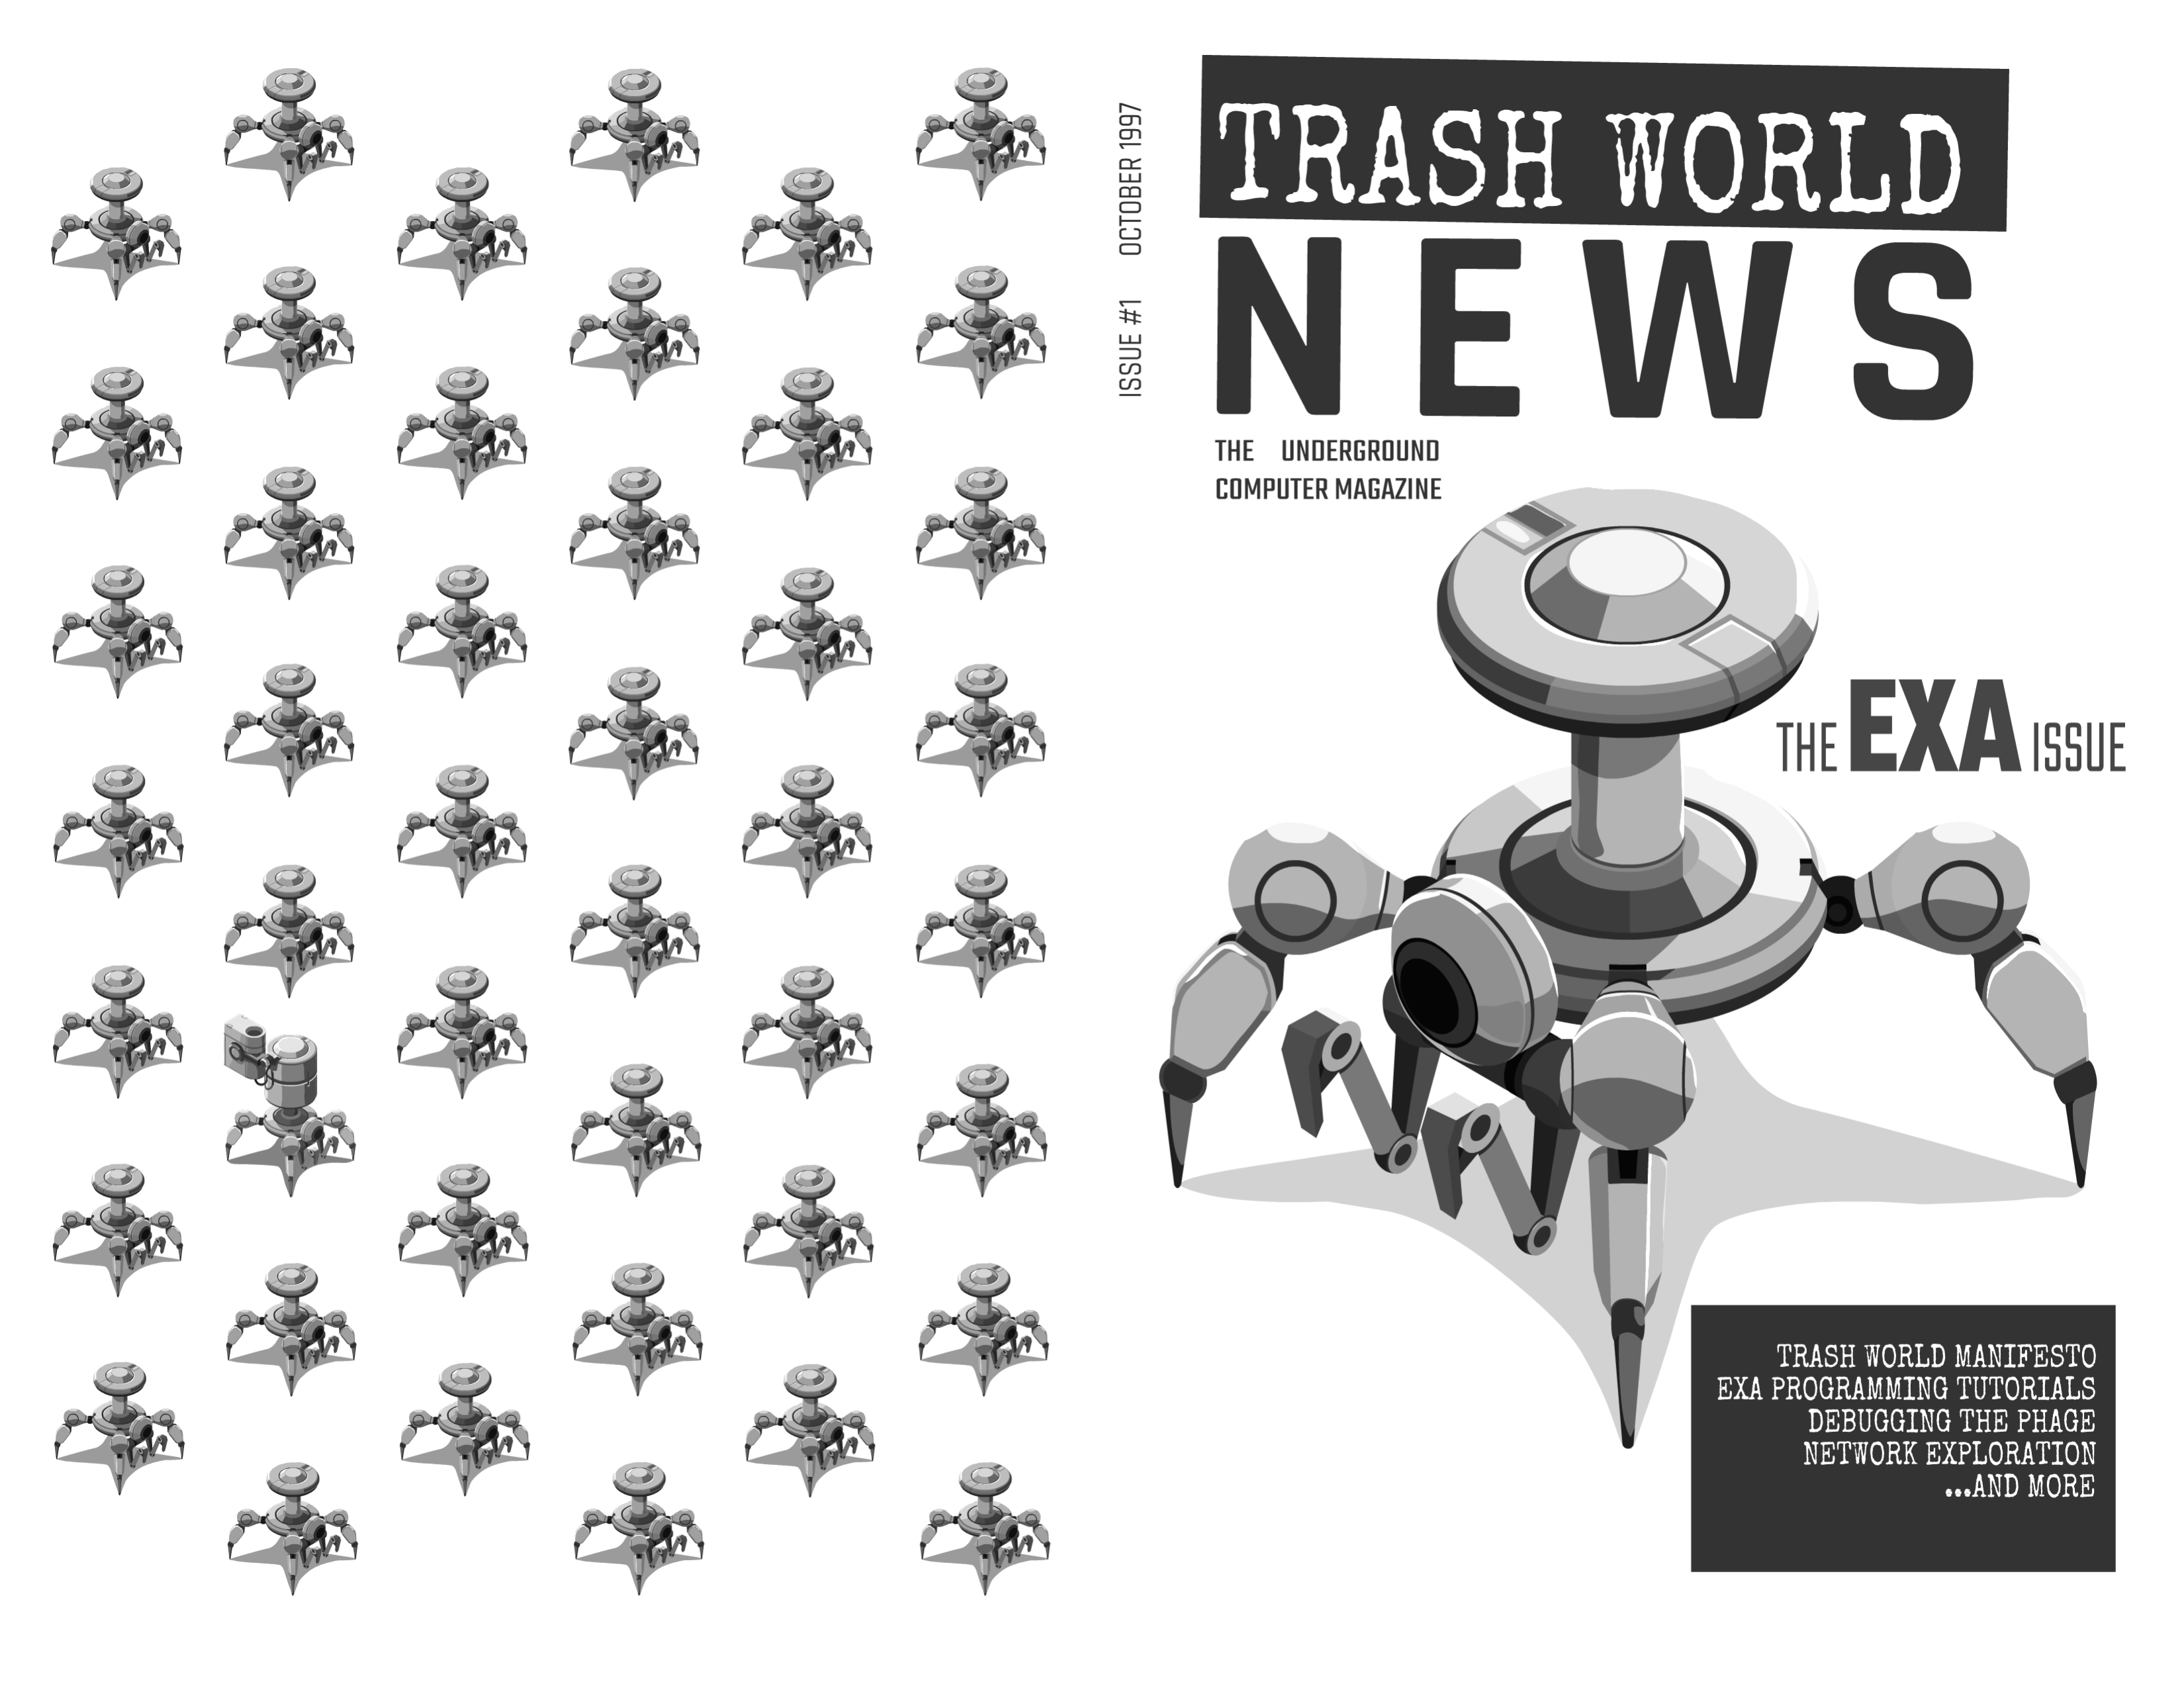 ISSUE #1 OCTOBER 1997
TRASH WORLD
NEWS
THE UNDERGROUND
COMPUTER MAGAZINE
THE EXA ISSUE
TRASH WORLD MANIFESTO
EXA PROGRAMMING TUTORIALS
DEBUGGING THE PHAGE
NETWORK EXPLORATION
...AND MORE